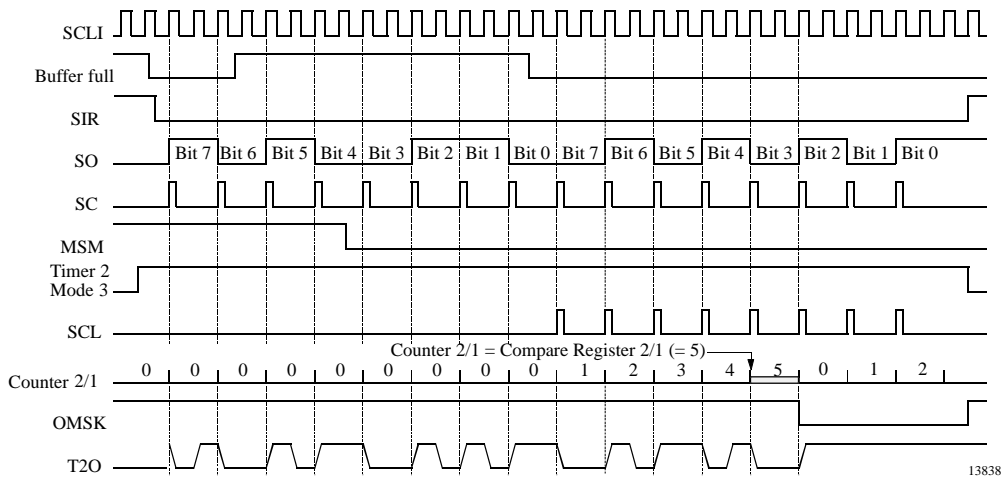 SCLI
Buffer full
SIR
SO Bit 7 Bit 6 Bit 5 Bit 4 Bit 3 Bit 2 Bit 1 Bit 0 Bit 7 Bit 6 Bit 5 Bit 4 Bit 3 Bit 2 Bit 1 Bit 0
SC
MSM
Timer 2
Mode 3
SCL
Counter 2/1 = Compare Register 2/1 (= 5)
Counter 2/1 0 0 0 0 0 0 0 0 0 1 2 3 4 5 0 1 2
OMSK
T2O
13838